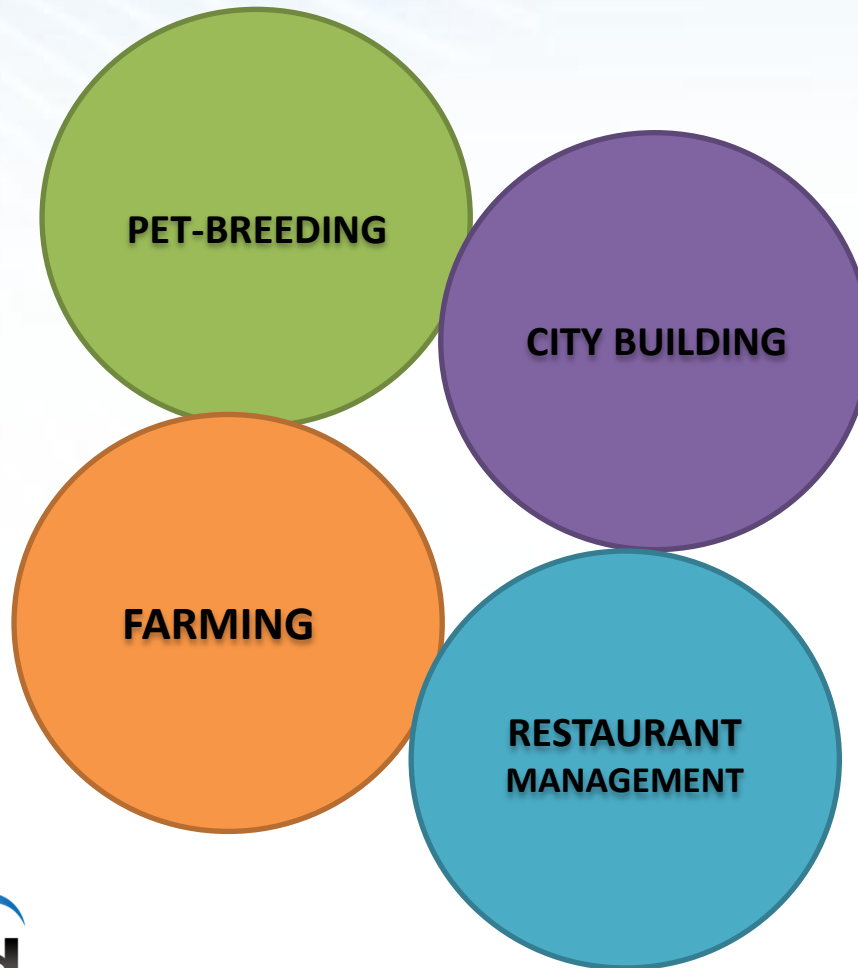 PET-BREEDING
CITY BUILDING
FARMING
RESTAURANT
MANAGEMENT
N